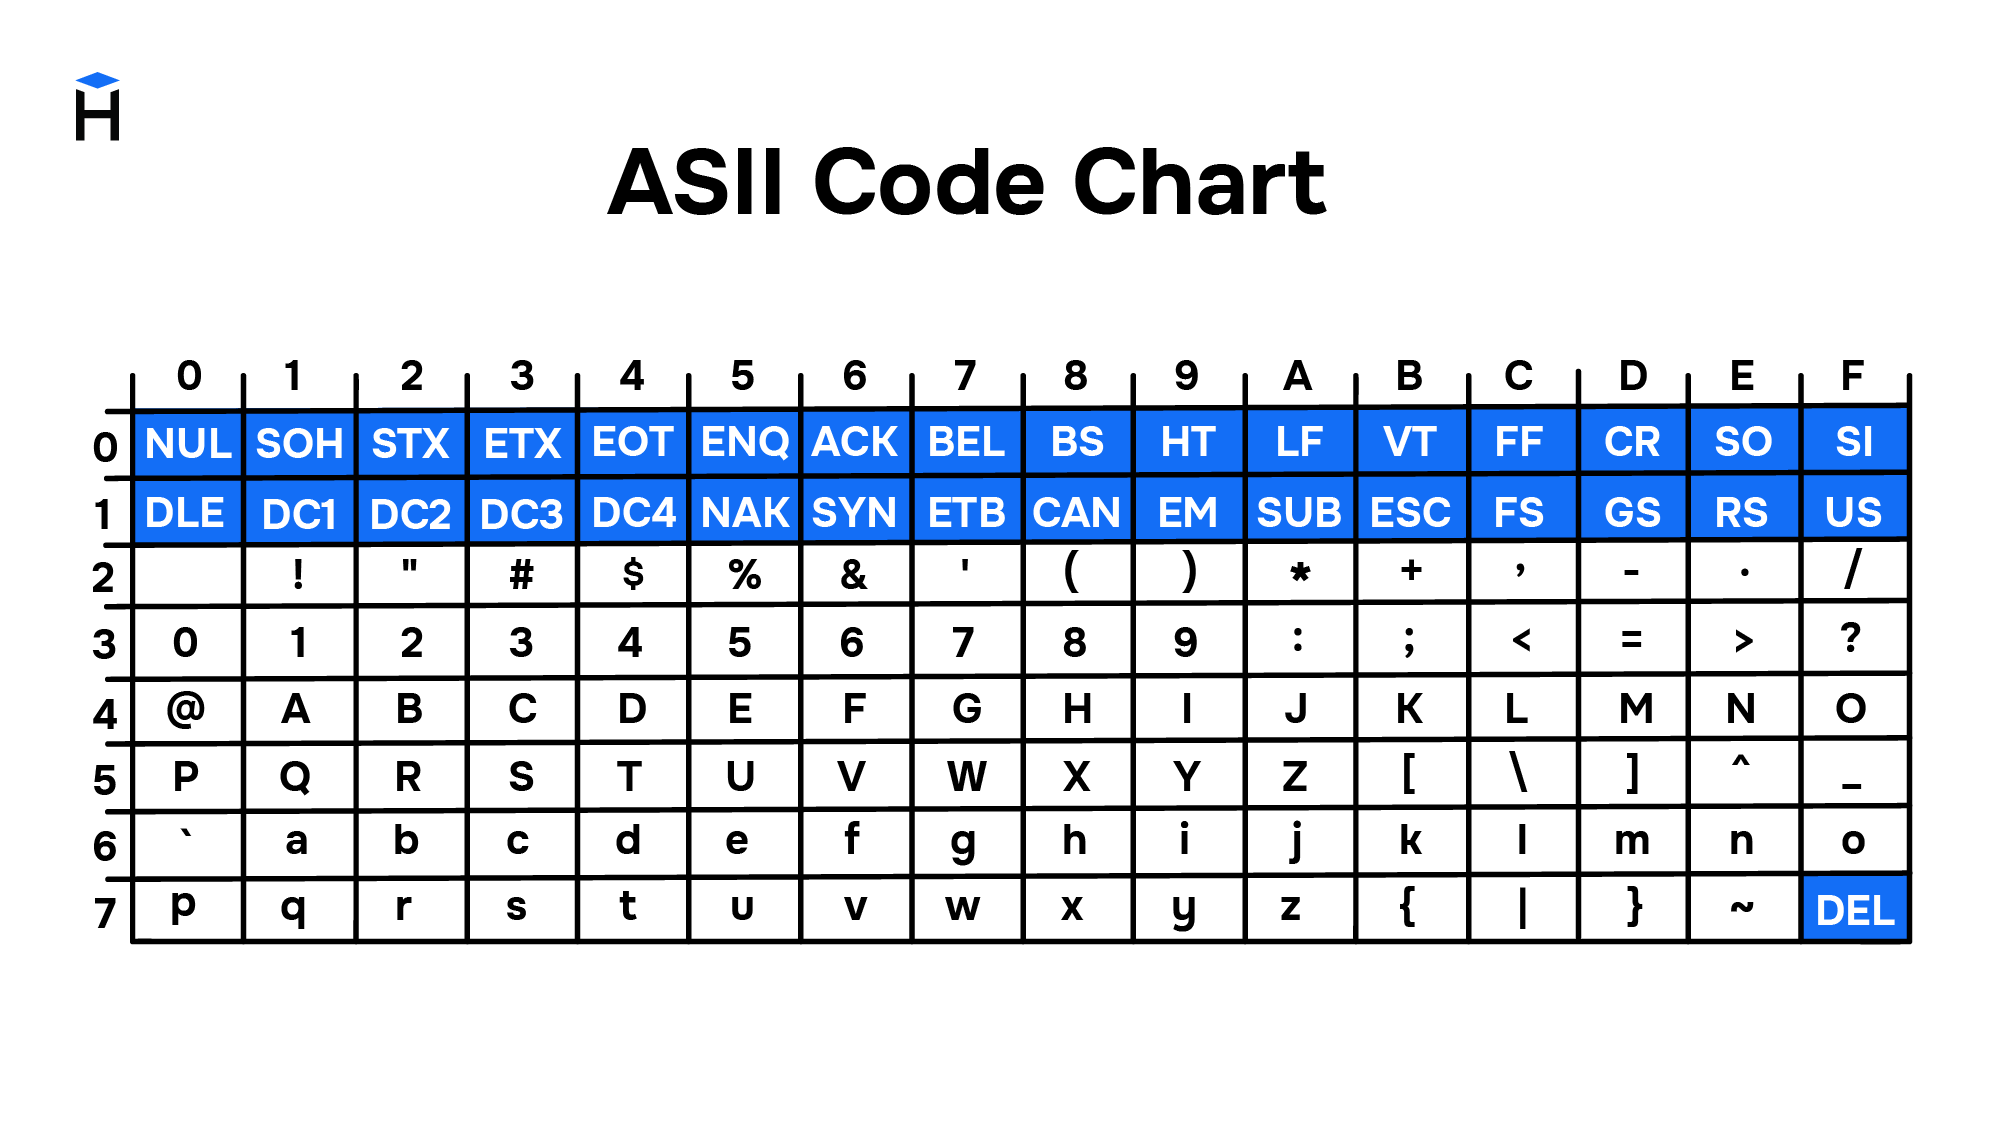 H
ASII Code Chart
0 1 2 3 4 5 6 7 8 9 A B C D E F
0 NUL SOH STX ETX EOT ENQ ACK BEL BS HT LF VT FF CR SO SI
1 DLE DC1 DC2 DC3 DC4 NAK SYN ETB CAN EM SUB ESC FS GS RS US
2 ! " # $ % & ' ( ) * + , - . /
3 0 1 2 3 4 5 6 7 8 9 : ; < = > ?
4 @ A B C D E F G H I J K L M N O
5 P Q R S T U V W X Y Z [ \ ] ^ _
6 ` a b c d e f g h i j k l m n o
7 p q r s t u v w x y z { | } ~ DEL